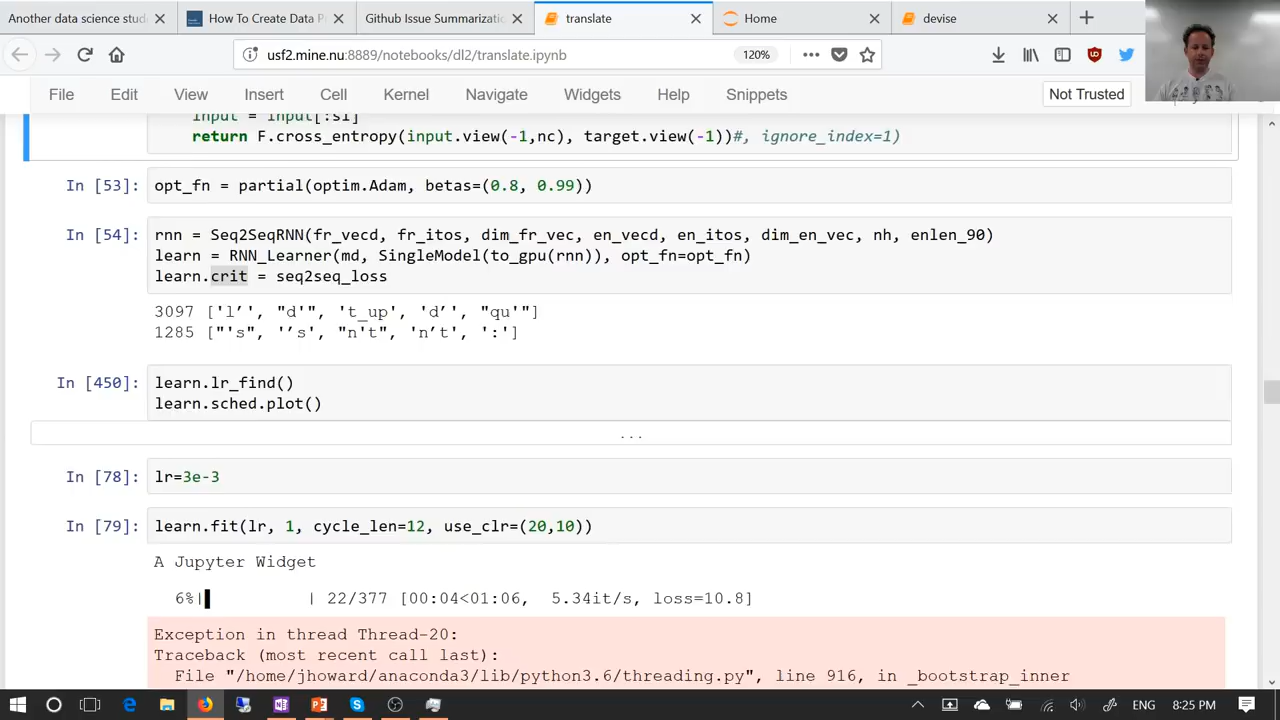 Another data science stud
How To Create Data P
Github Issue Summarizatio
translate
Home
devise
usf2.mine.nu:8889/notebooks/dl2/translate.ipynb
120%
File Edit View Insert Cell Kernel Navigate Widgets Help Snippets
Not Trusted
input = input[:sl]
return F.cross_entropy(input.view(-1,nc), target.view(-1))#, ignore_index=1)
In [53]: opt_fn = partial(optim.Adam, betas=(0.8, 0.99))
In [54]: rnn = Seq2SeqRNN(fr_vecd, fr_itos, dim_fr_vec, en_vecd, en_itos, dim_en_vec, nh, enlen_90)
learn = RNN_Learner(md, SingleModel(to_gpu(rnn)), opt_fn=opt_fn)
learn.crit = seq2seq_loss
3097 ['l’', "d'", 't_up', 'd’', "qu'"]
1285 ["'s", '’s', "n't", 'n’t', ':']
In [450]: learn.lr_find()
learn.sched.plot()
...
In [78]: lr=3e-3
In [79]: learn.fit(lr, 1, cycle_len=12, use_clr=(20,10))
A Jupyter Widget
6%| | 22/377 [00:04<01:06, 5.34it/s, loss=10.8]
Exception in thread Thread-20:
Traceback (most recent call last):
File "/home/jhoward/anaconda3/lib/python3.6/threading.py", line 916, in _bootstrap_inner
ENG
8:25 PM